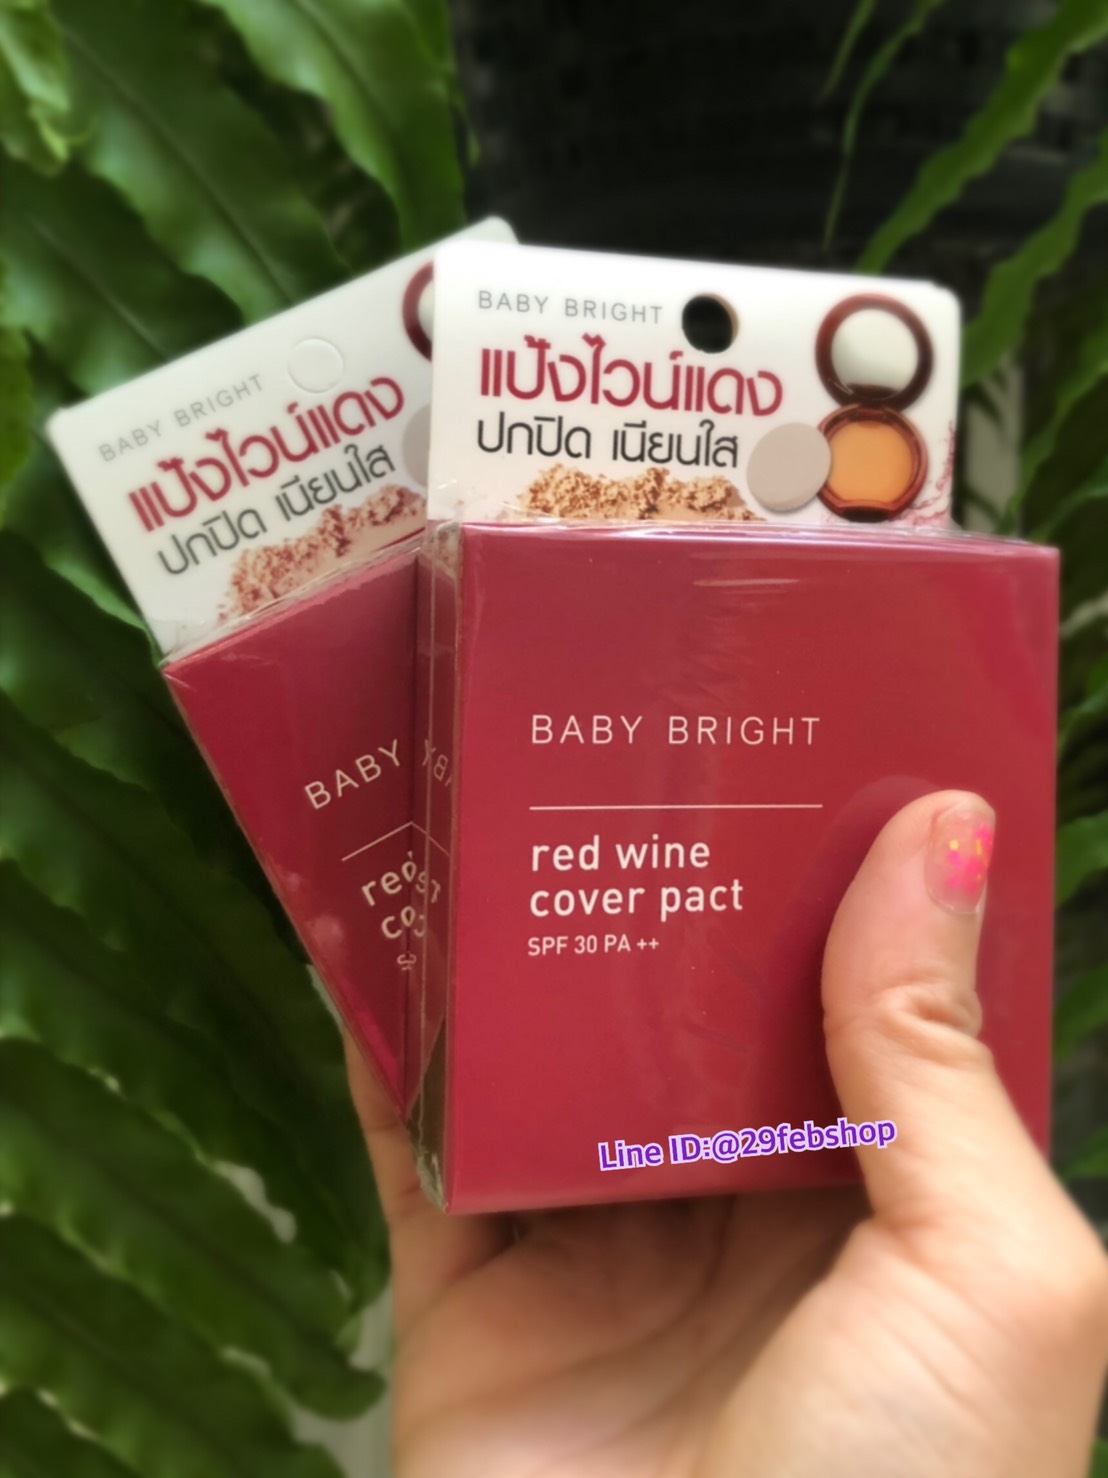 BABY BRIGHT
แป้งไวน์แดง
ปกปิด เนียนใส
BABY BRIGHT
แป้งไวน์แดง
ปกปิด เนียนใส
BABY BRIGHT
red wine
cover pact
SPF 30 PA ++
BABY
red
Line ID:@29febshop